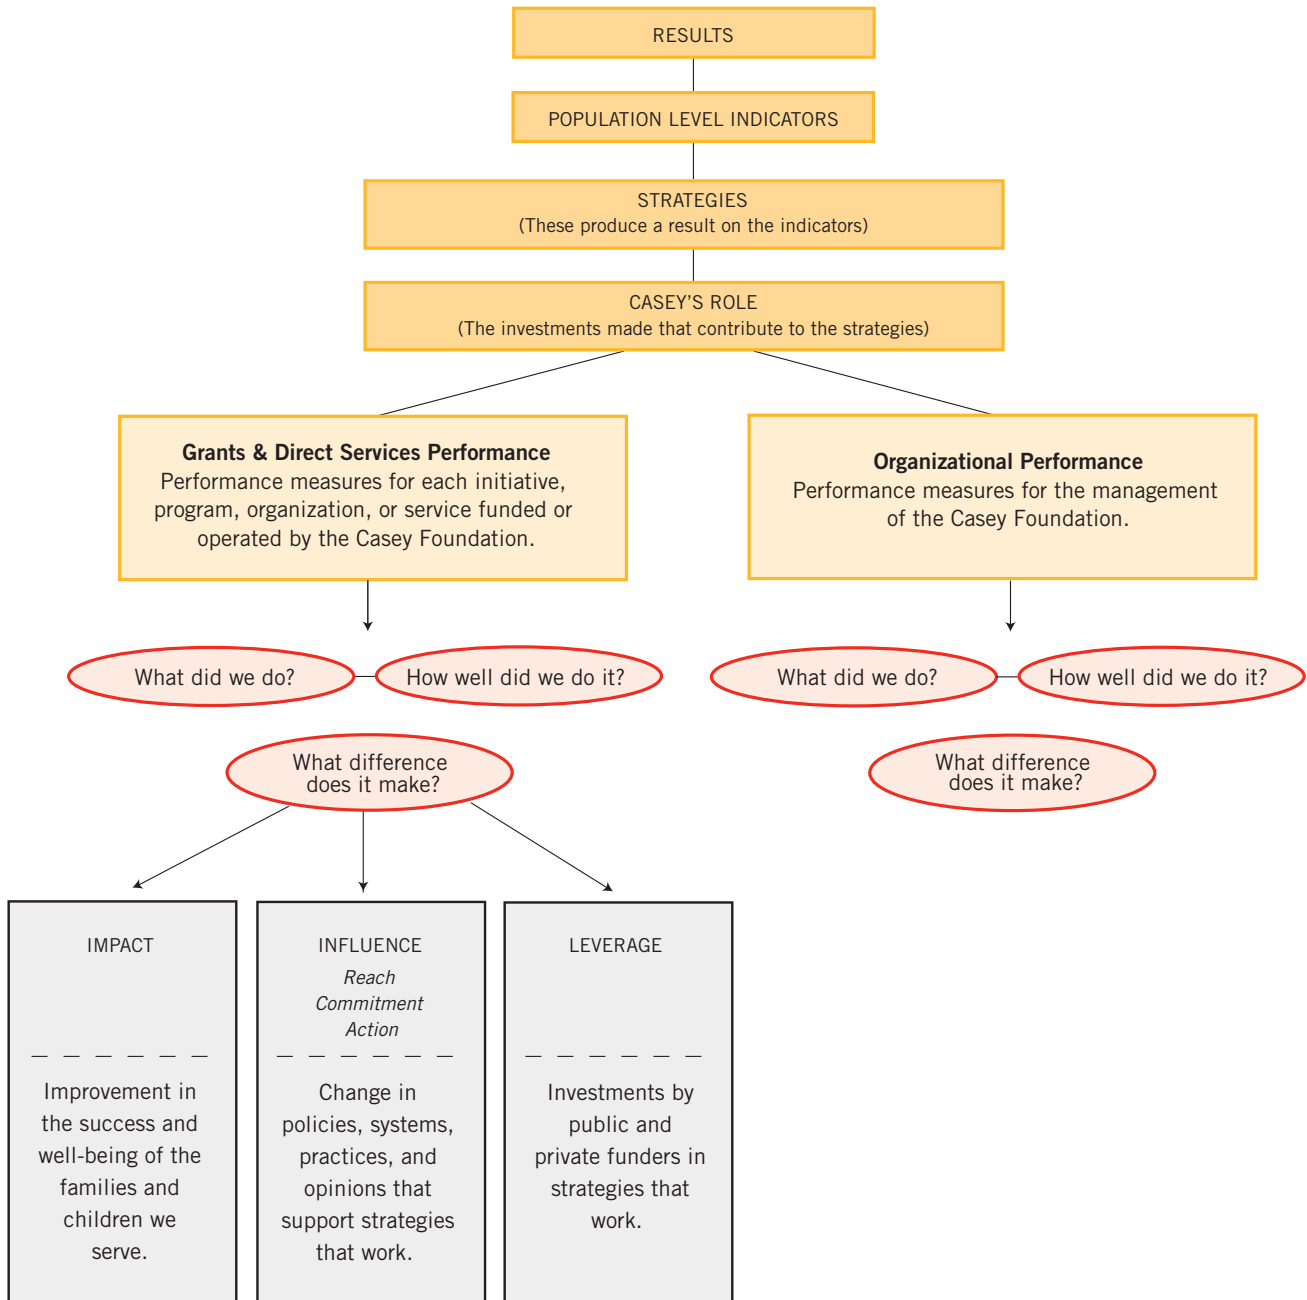 RESULTS
POPULATION LEVEL INDICATORS
STRATEGIES
(These produce a result on the indicators)
CASEY'S ROLE
(The investments made that contribute to the strategies)
Grants & Direct Services Performance
Performance measures for each initiative,
program, organization, or service funded or
operated by the Casey Foundation.
Organizational Performance
Performance measures for the management
of the Casey Foundation.
What did we do?
How well did we do it?
What did we do?
How well did we do it?
What difference
does it make?
What difference
does it make?
IMPACT
Improvement in
the success and
well-being of the
families and
children we
serve.
INFLUENCE
Reach
Commitment
Action
Change in
policies, systems,
practices, and
opinions that
support strategies
that work.
LEVERAGE
Investments by
public and
private funders in
strategies that
work.